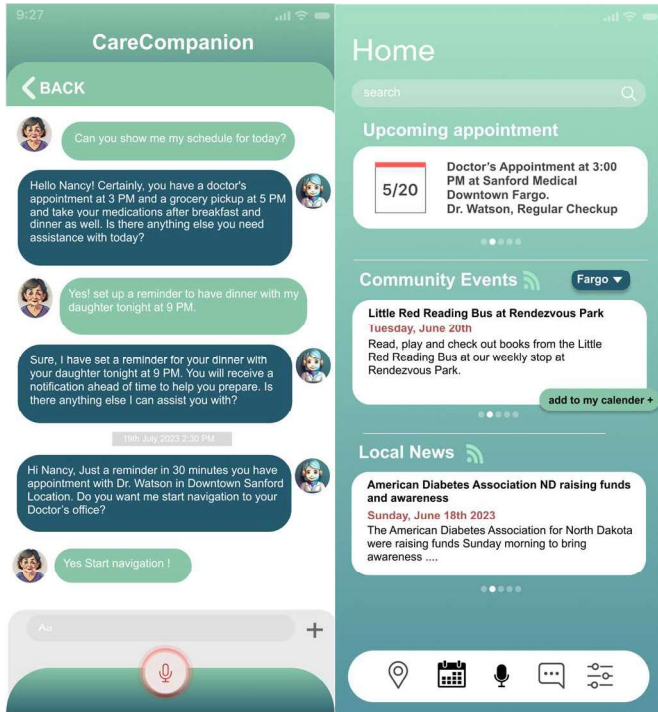 9:27
CareCompanion
BACK
Can you show me my schedule for today?
Hello Nancy! Certainly, you have a doctor's
appointment at 3 PM and a grocery pickup at 5 PM
and take your medications after breakfast and
dinner as well. Is there anything else you need
assistance with today?
Yes! set up a reminder to have dinner with my
daughter tonight at 9 PM.
Sure, I have set a reminder for your dinner with
your daughter tonight at 9 PM. You will receive a
notification ahead of time to help you prepare. Is
there anything else I can assist you with?
19th July 2023 2:30 PM
Hi Nancy, Just a reminder in 30 minutes you have
appointment with Dr. Watson in Downtown Sanford
Location. Do you want me start navigation to your
Doctor's office?
Yes Start navigation !
Aa
Home
search
Upcoming appointment
5/20
Doctor's Appointment at 3:00
PM at Sanford Medical
Downtown Fargo.
Dr. Watson, Regular Checkup
Community Events
Fargo
Little Red Reading Bus at Rendezvous Park
Tuesday, June 20th
Read, play and check out books from the Little
Red Reading Bus at our weekly stop at
Rendezvous Park.
add to my calender +
Local News
American Diabetes Association ND raising funds
and awareness
Sunday, June 18th 2023
The American Diabetes Association for North Dakota
were raising funds Sunday morning to bring
awareness ....